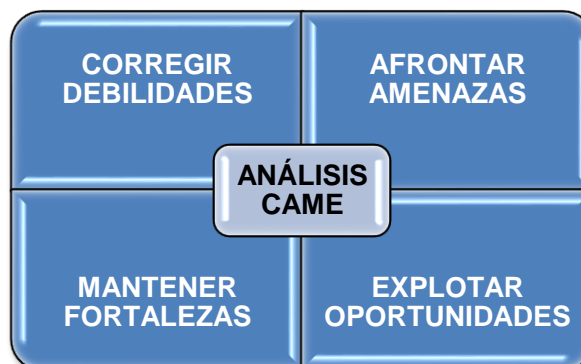 CORREGIR
DEBILIDADES
AFRONTAR
AMENAZAS
ANÁLISIS
CAME
MANTENER
FORTALEZAS
EXPLOTAR
OPORTUNIDADES